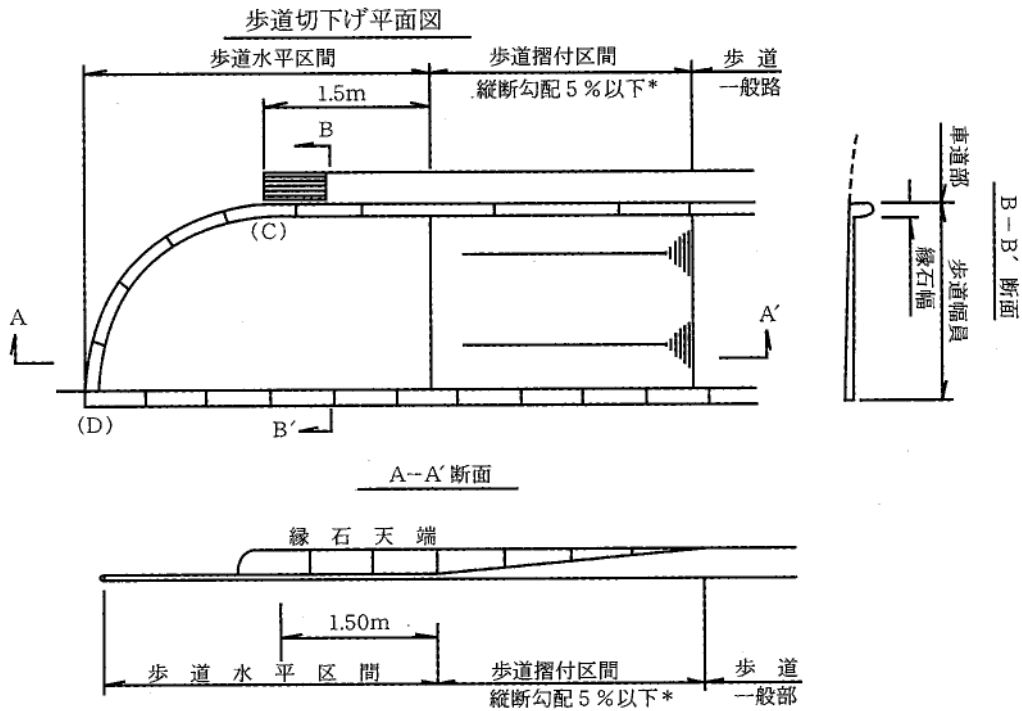 歩道切下げ平面図
歩道水平区間
歩道摺付区間
縦断勾配5%以下*
歩道
一般路
1.5m
B
(C)
A
A′
(D)
B′
車道部
縁石幅
歩道幅員
B-B′断面
A-A′断面
縁石天端
1.50m
歩道水平区間
歩道摺付区間
縦断勾配5%以下*
歩道
一般部